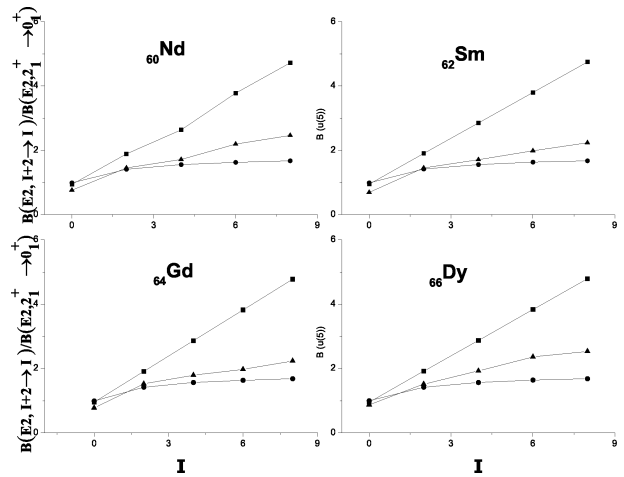 B(E2, I+2→ I )/B(E2,2₁⁺ →0₁⁺)
6
4
2
0
₆₀Nd
0 3 6 9
B (u(5))
6
4
2
0
₆₂Sm
0 3 6 9
B(E2, I+2→ I )/B(E2,2₁⁺ →0₁⁺)
6
4
2
0
₆₄Gd
0 3 6 9
I
B (u(5))
6
4
2
0
₆₆Dy
0 3 6 9
I